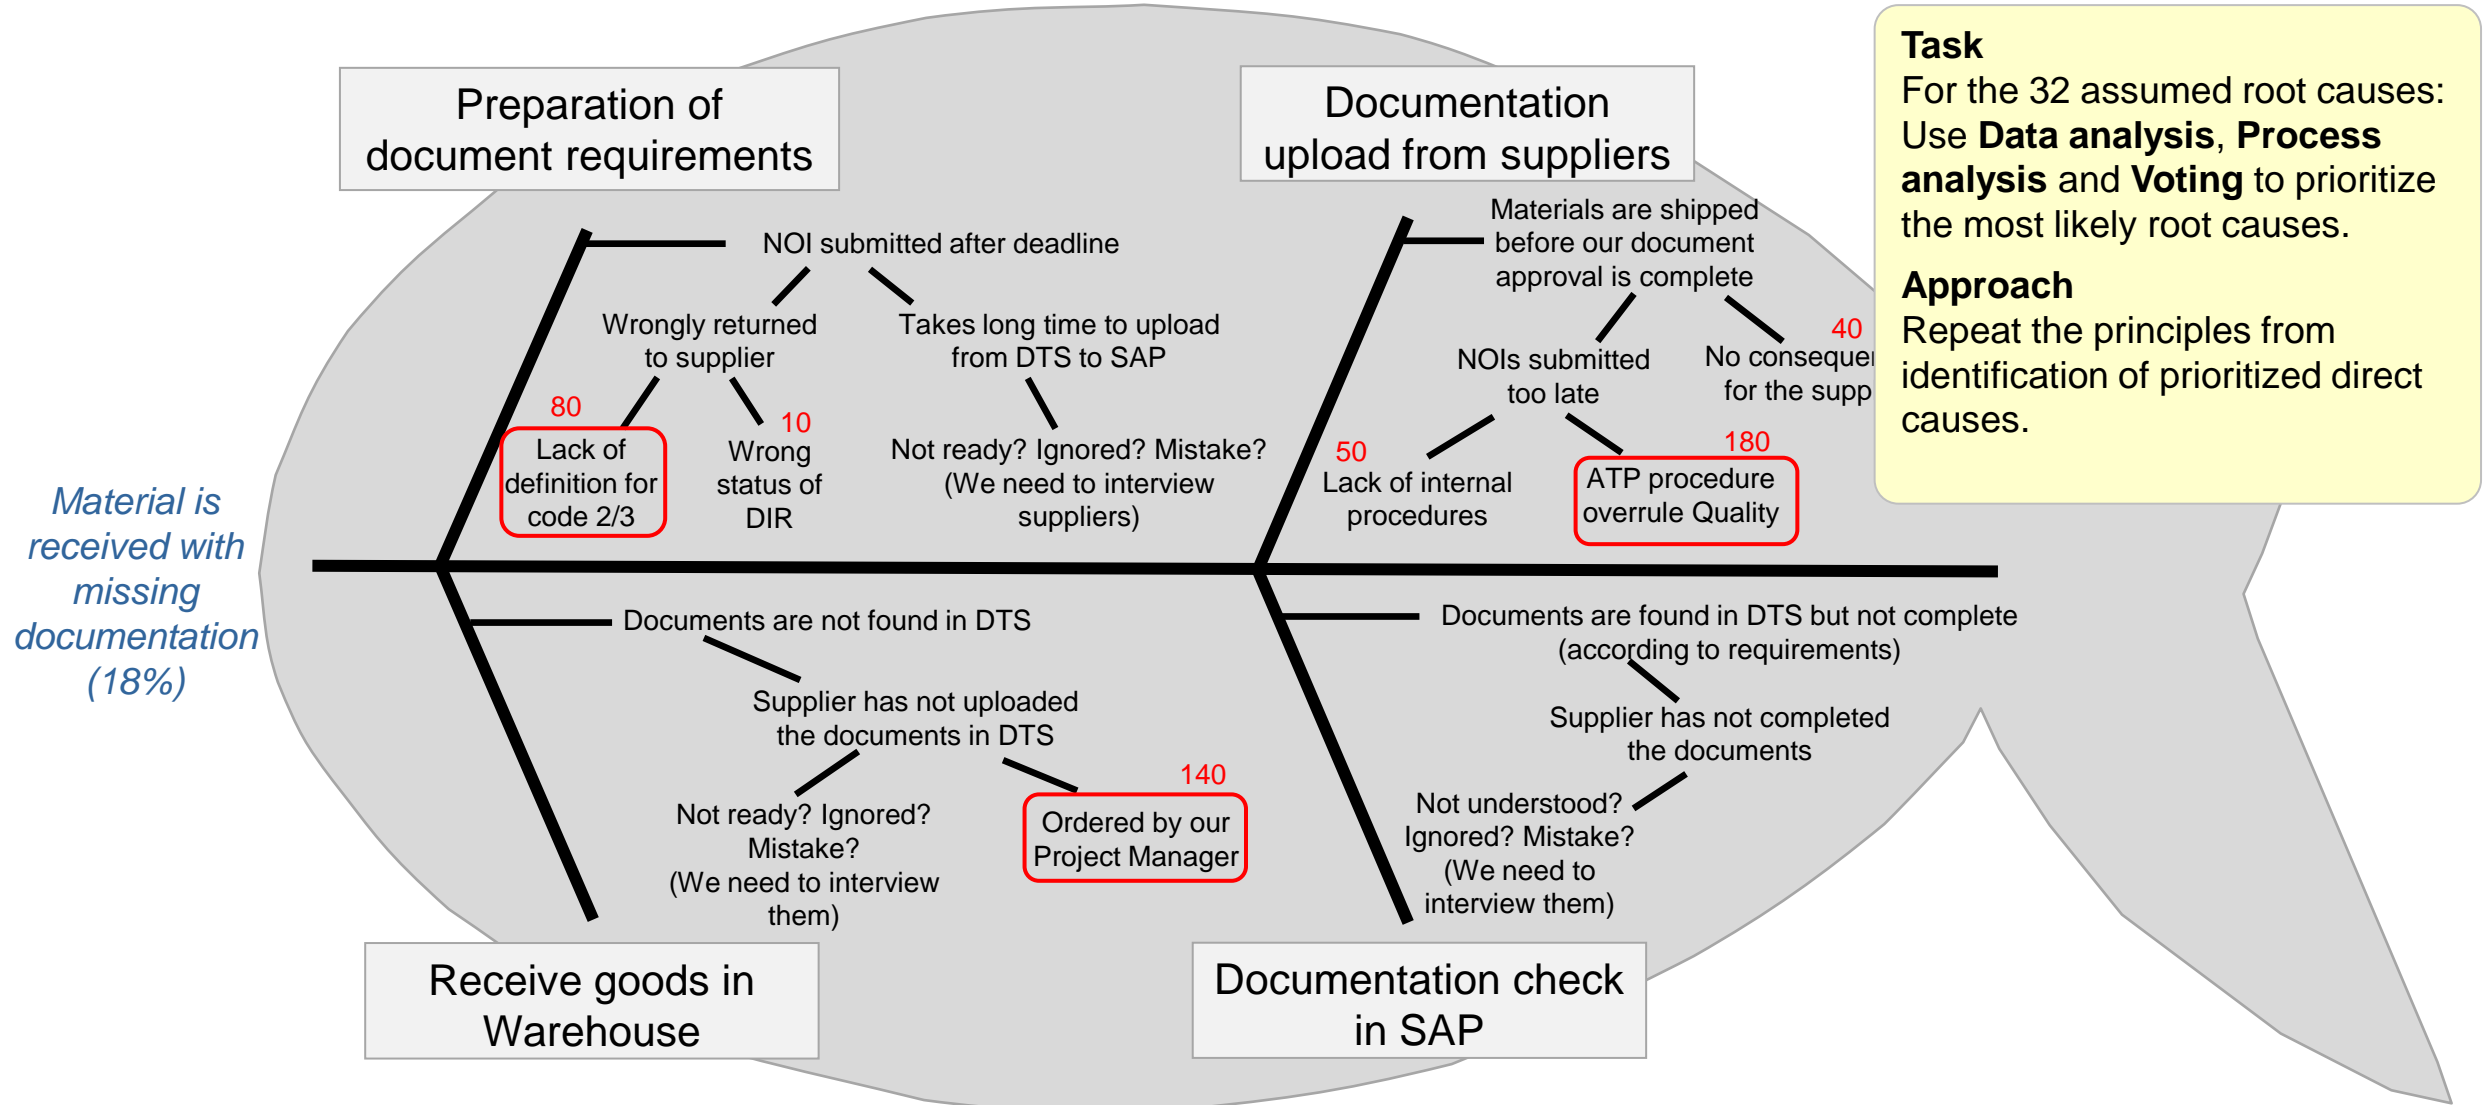 Preparation of
document requirements
Documentation
upload from suppliers
Task
For the 32 assumed root causes:
Use Data analysis, Process
analysis and Voting to prioritize
the most likely root causes.
Approach
Repeat the principles from
identification of prioritized direct
causes.
NOI submitted after deadline
Wrongly returned
to supplier
Takes long time to upload
from DTS to SAP
80
Lack of
definition for
code 2/3
10
Wrong
status of
DIR
Not ready? Ignored? Mistake?
(We need to interview
suppliers)
Materials are shipped
before our document
approval is complete
NOIs submitted
too late
40
No
for the
50
Lack of internal
procedures
180
ATP procedure
overrule Quality
Material is
received with
missing
documentation
(18%)
Documents are not found in DTS
Supplier has not uploaded
the documents in DTS
Not ready? Ignored?
Mistake?
(We need to interview
them)
140
Ordered by our
Project Manager
Documents are found in DTS but not complete
(according to requirements)
Supplier has not completed
the documents
Not understood?
Ignored? Mistake?
(We need to
interview them)
Receive goods in
Warehouse
Documentation check
in SAP